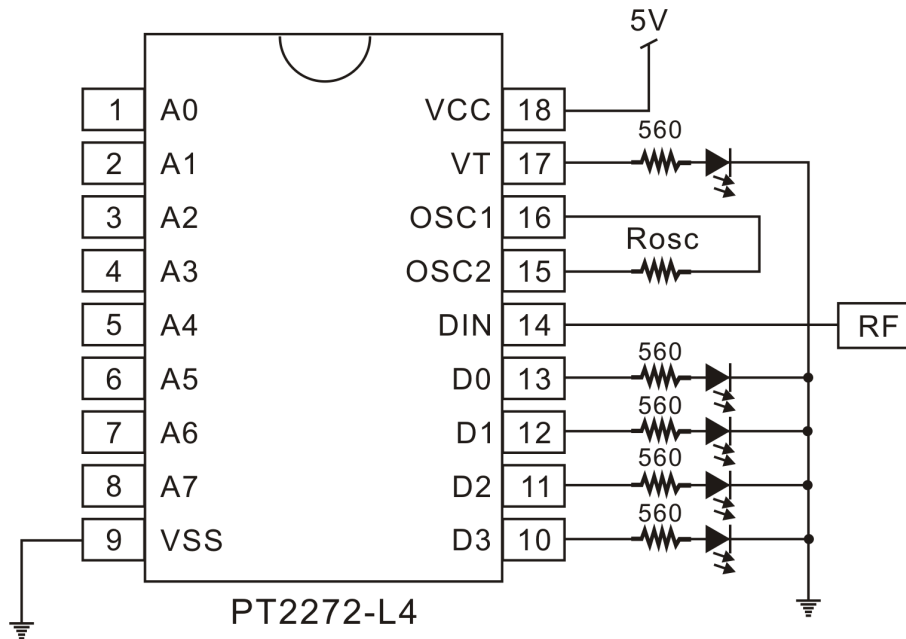 5V
1 A0 VCC 18
560
2 A1 VT 17
3 A2 OSC1 16
Rosc
4 A3 OSC2 15
5 A4 DIN 14 RF
560
6 A5 D0 13
560
7 A6 D1 12
560
8 A7 D2 11
560
9 VSS D3 10
PT2272-L4